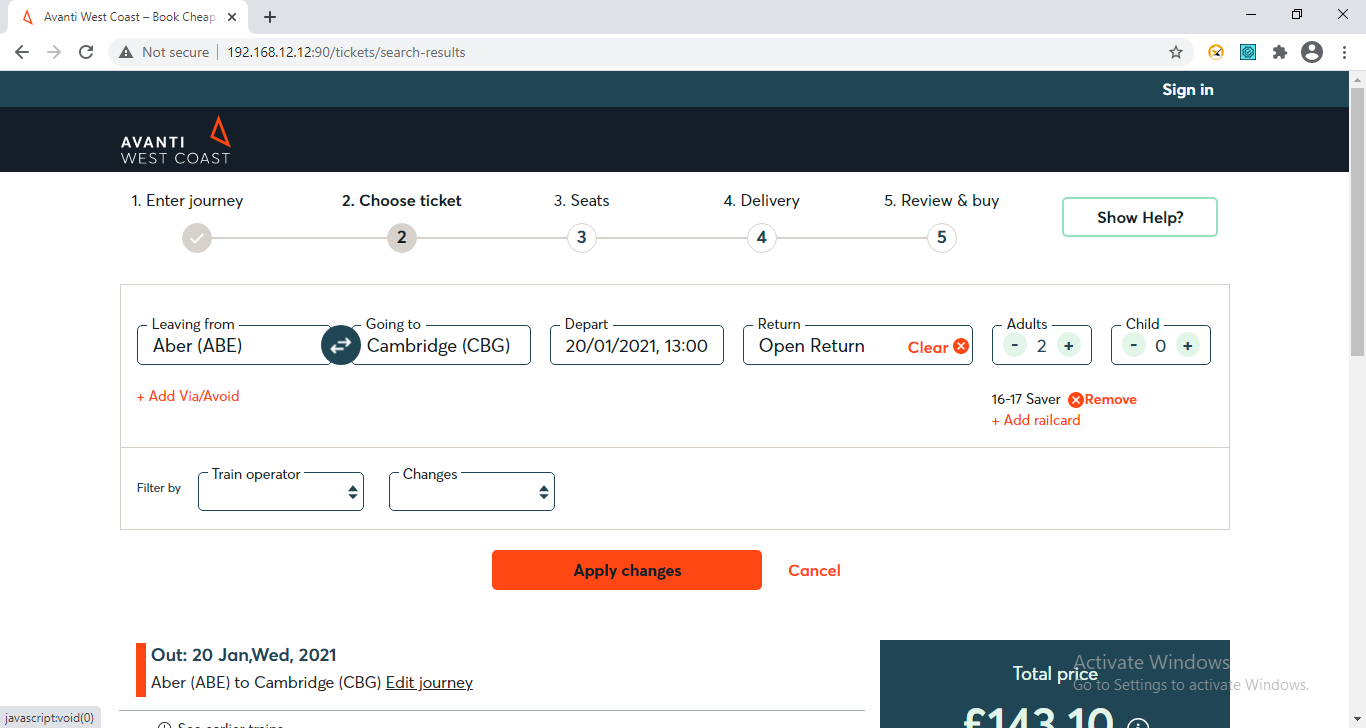 Avanti West Coast – Book Cheap
Not secure 192.168.12.12:90/tickets/search-results
Sign in
AVANTI
WEST COAST
1. Enter journey 2. Choose ticket 3. Seats 4. Delivery 5. Review & buy
Show Help?
2 3 4 5
Leaving from Going to Depart Return Adults Child
Aber (ABE) Cambridge (CBG) 20/01/2021, 13:00 Open Return Clear - 2 + - 0 +
+ Add Via/Avoid
16-17 Saver Remove
+ Add railcard
Filter by Train operator Changes
Apply changes Cancel
Out: 20 Jan,Wed, 2021
Aber (ABE) to Cambridge (CBG) Edit journey
Total price
Activate Windows
Go to Settings to activate Windows.
£143.10
See earlier trains
javascript:void(0)